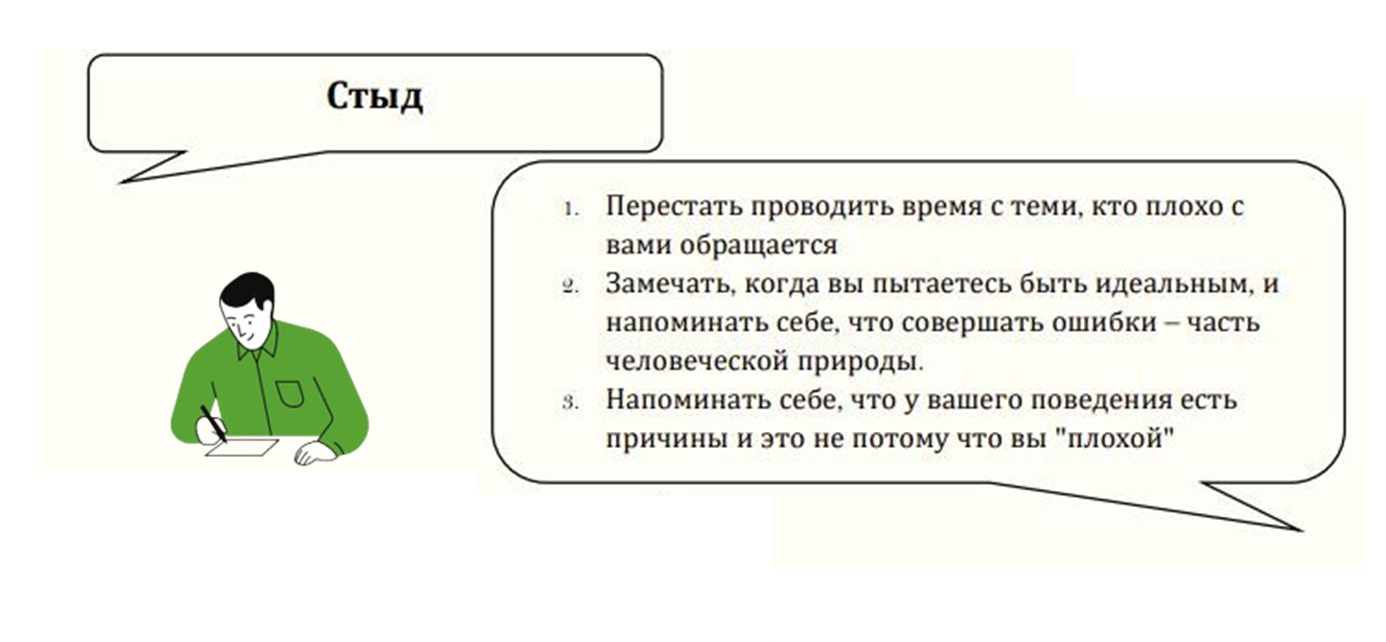 Стыд
1. Перестать проводить время с теми, кто плохо с
вами обращается
2. Замечать, когда вы пытаетесь быть идеальным, и
напоминать себе, что совершать ошибки – часть
человеческой природы.
3. Напоминать себе, что у вашего поведения есть
причины и это не потому что вы "плохой"